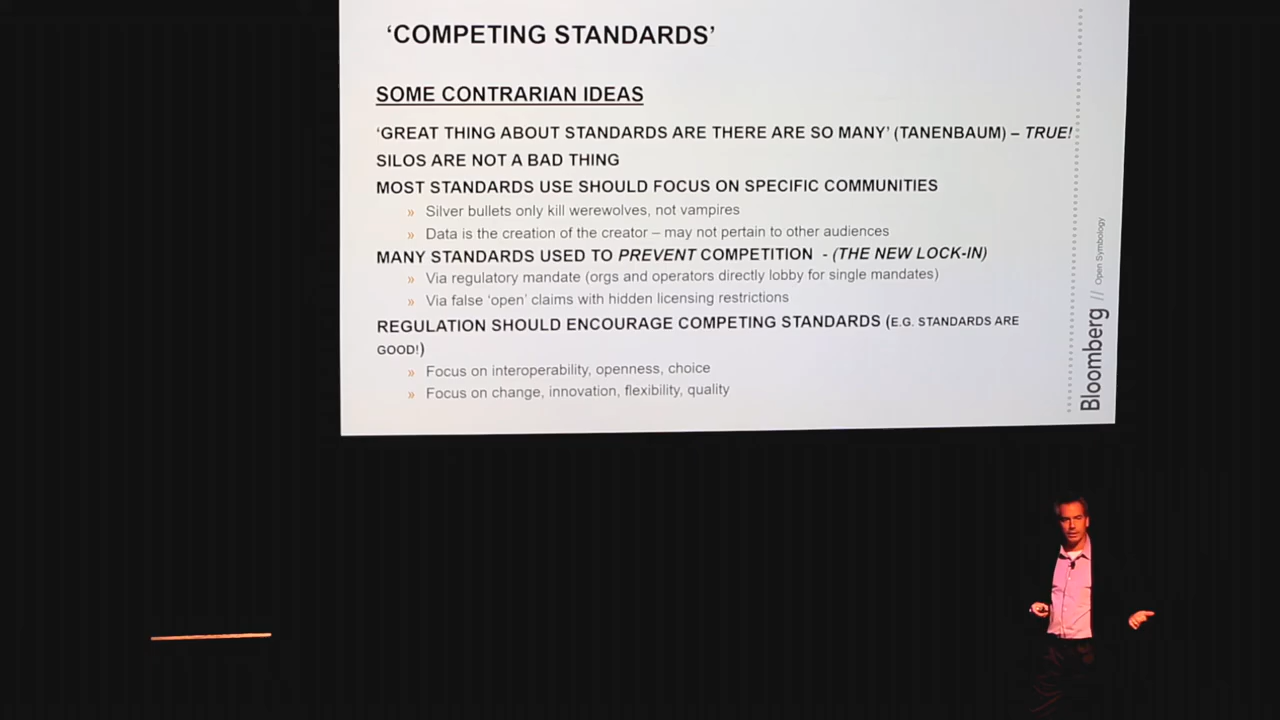 ‘COMPETING STANDARDS’
SOME CONTRARIAN IDEAS
‘GREAT THING ABOUT STANDARDS ARE THERE ARE SO MANY’ (TANENBAUM) – TRUE!
SILOS ARE NOT A BAD THING
MOST STANDARDS USE SHOULD FOCUS ON SPECIFIC COMMUNITIES
» Silver bullets only kill werewolves, not vampires
» Data is the creation of the creator – may not pertain to other audiences
MANY STANDARDS USED TO PREVENT COMPETITION - (THE NEW LOCK-IN)
» Via regulatory mandate (orgs and operators directly lobby for single mandates)
» Via false ‘open’ claims with hidden licensing restrictions
REGULATION SHOULD ENCOURAGE COMPETING STANDARDS (E.G. STANDARDS ARE
GOOD!)
» Focus on interoperability, openness, choice
» Focus on change, innovation, flexibility, quality
Bloomberg // Open Symbology